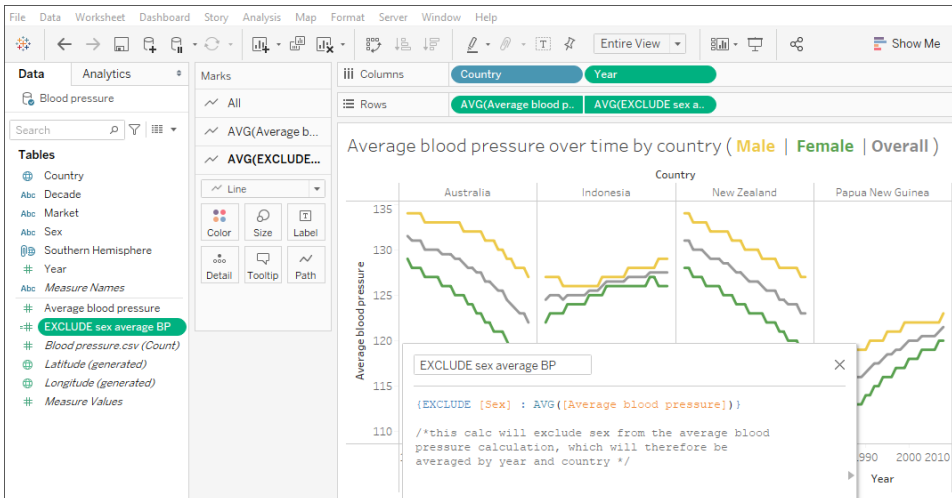 File Data Worksheet Dashboard Story Analysis Map Format Server Window Help
Entire View
Show Me
Data Analytics
Blood pressure
Search
Tables
Country
Abc Decade
Abc Market
Abc Sex
Southern Hemisphere
# Year
Abc Measure Names
# Average blood pressure
=# EXCLUDE sex average BP
# Blood pressure.csv (Count)
Latitude (generated)
Longitude (generated)
# Measure Values
Marks
All
AVG(Average b...
AVG(EXCLUDE...
Line
Color Size Label
Detail Tooltip Path
Columns Country Year
Rows AVG(Average blood p.. AVG(EXCLUDE sex a..
Average blood pressure over time by country ( Male | Female | Overall )
Country
Australia Indonesia New Zealand Papua New Guinea
Average blood pressure
135
130
125
120
115
110
EXCLUDE sex average BP
{EXCLUDE [Sex] : AVG([Average blood pressure])}
/*this calc will exclude sex from the average blood
pressure calculation, which will therefore be
averaged by year and country */
2000 2010
Year